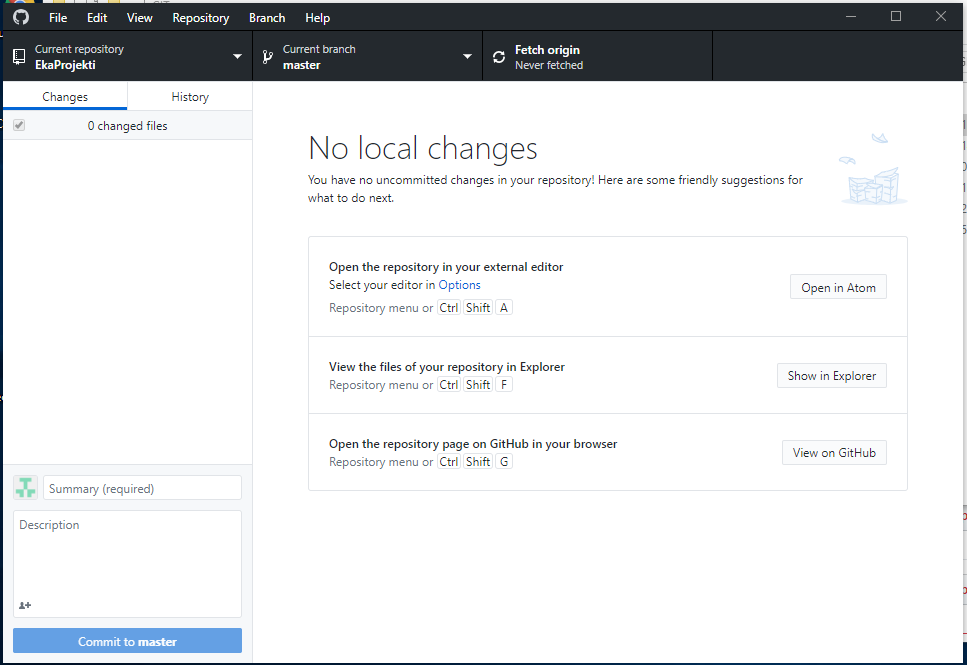 File Edit View Repository Branch Help
Current repository
EkaProjekti
Current branch
master
Fetch origin
Never fetched
Changes History
0 changed files
No local changes
You have no uncommitted changes in your repository! Here are some friendly suggestions for
what to do next.
Open the repository in your external editor
Select your editor in Options
Repository menu or Ctrl Shift A
Open in Atom
View the files of your repository in Explorer
Repository menu or Ctrl Shift F
Show in Explorer
Open the repository page on GitHub in your browser
Repository menu or Ctrl Shift G
View on GitHub
Summary (required)
Description
Commit to master